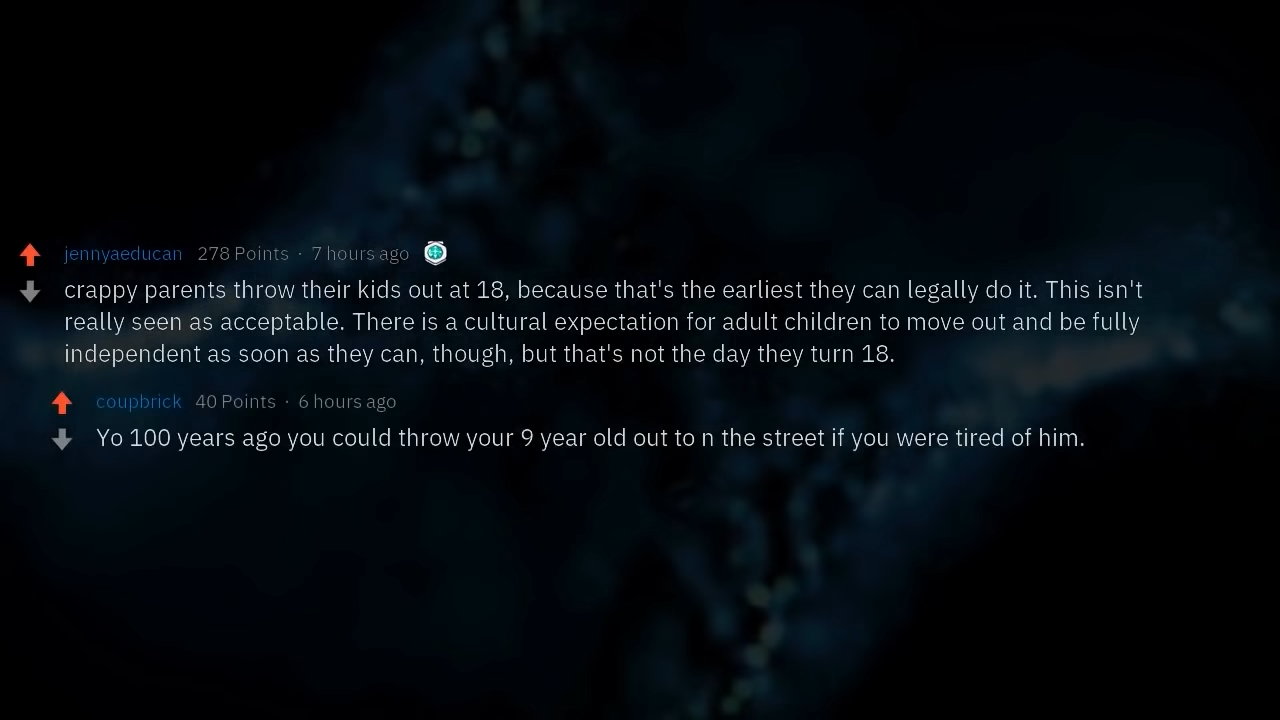 jennyaeducan 278 Points · 7 hours ago
crappy parents throw their kids out at 18, because that's the earliest they can legally do it. This isn't
really seen as acceptable. There is a cultural expectation for adult children to move out and be fully
independent as soon as they can, though, but that's not the day they turn 18.
coupbrick 40 Points · 6 hours ago
Yo 100 years ago you could throw your 9 year old out to n the street if you were tired of him.